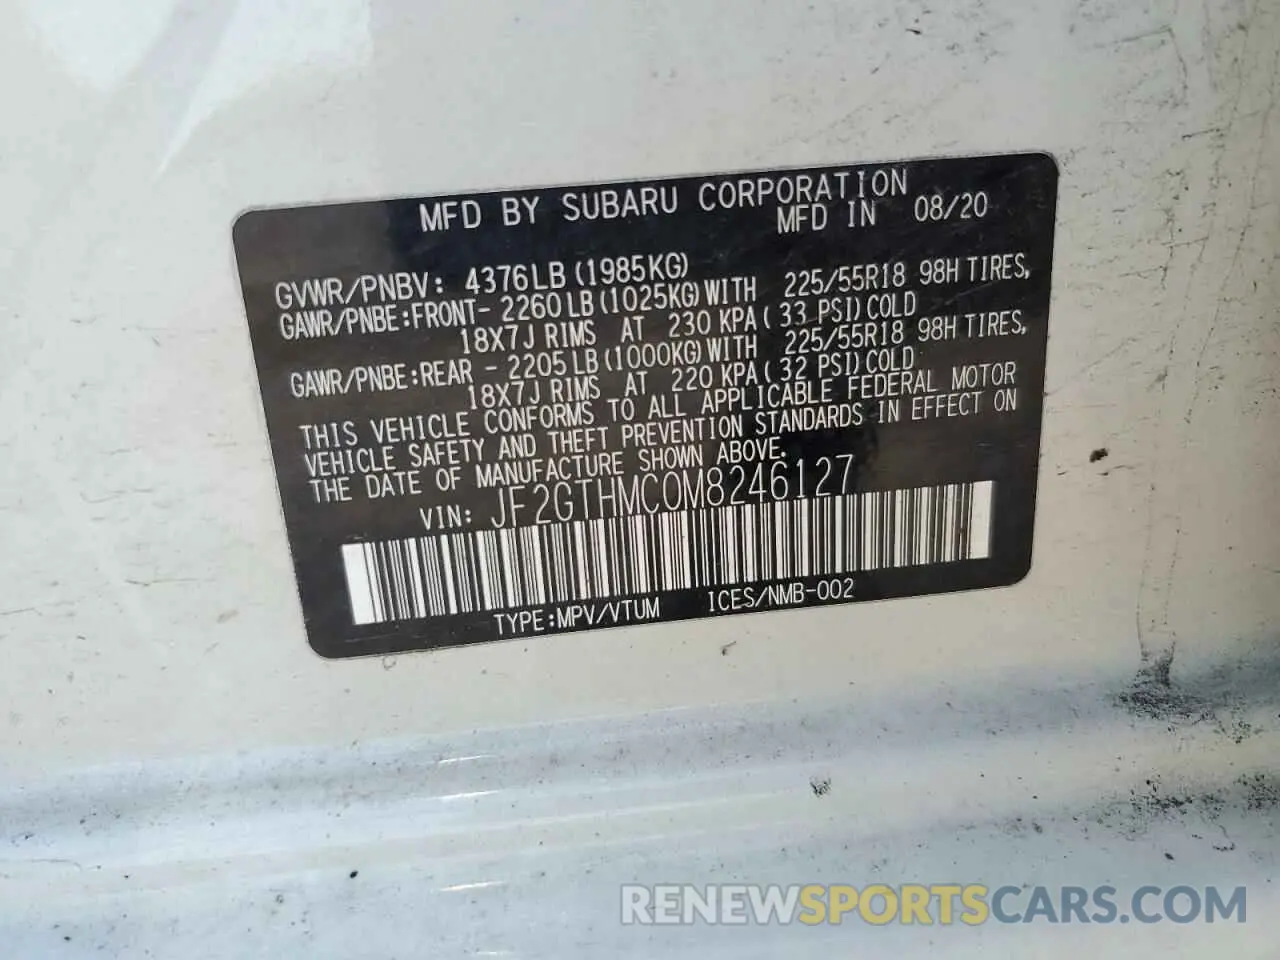 MFD BY SUBARU CORPORATION
MFD IN 08/20
GVWR/PNBV: 4376LB(1985KG)
GAWR/PNBE:FRONT- 2260LB(1025KG)WITH 225/55R18 98H TIRES,
18X7J RIMS AT 230 KPA( 33 PSI)COLD
GAWR/PNBE:REAR - 2205LB(1000KG)WITH 225/55R18 98H TIRES,
18X7J RIMS AT 220 KPA( 32 PSI)COLD
THIS VEHICLE CONFORMS TO ALL APPLICABLE FEDERAL MOTOR
VEHICLE SAFETY AND THEFT PREVENTION STANDARDS IN EFFECT ON
THE DATE OF MANUFACTURE SHOWN ABOVE.
VIN: JF2GTHMC0M8246127
TYPE:MPV/VTUM ICES/NMB-002
RENEWSPORTSCARS.COM